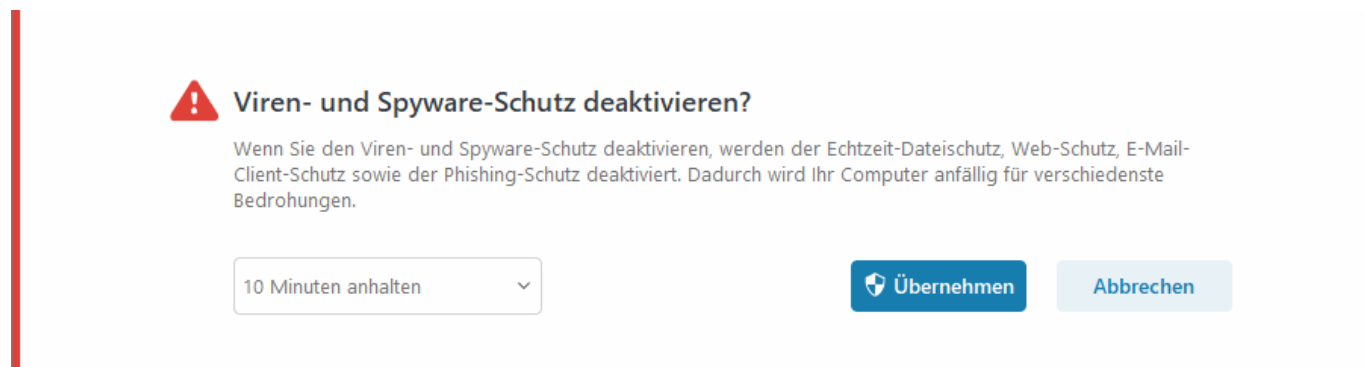 Viren- und Spyware-Schutz deaktivieren?
Wenn Sie den Viren- und Spyware-Schutz deaktivieren, werden der Echtzeit-Dateischutz, Web-Schutz, E-Mail-
Client-Schutz sowie der Phishing-Schutz deaktiviert. Dadurch wird Ihr Computer anfällig für verschiedenste
Bedrohungen.
10 Minuten anhalten
Übernehmen
Abbrechen